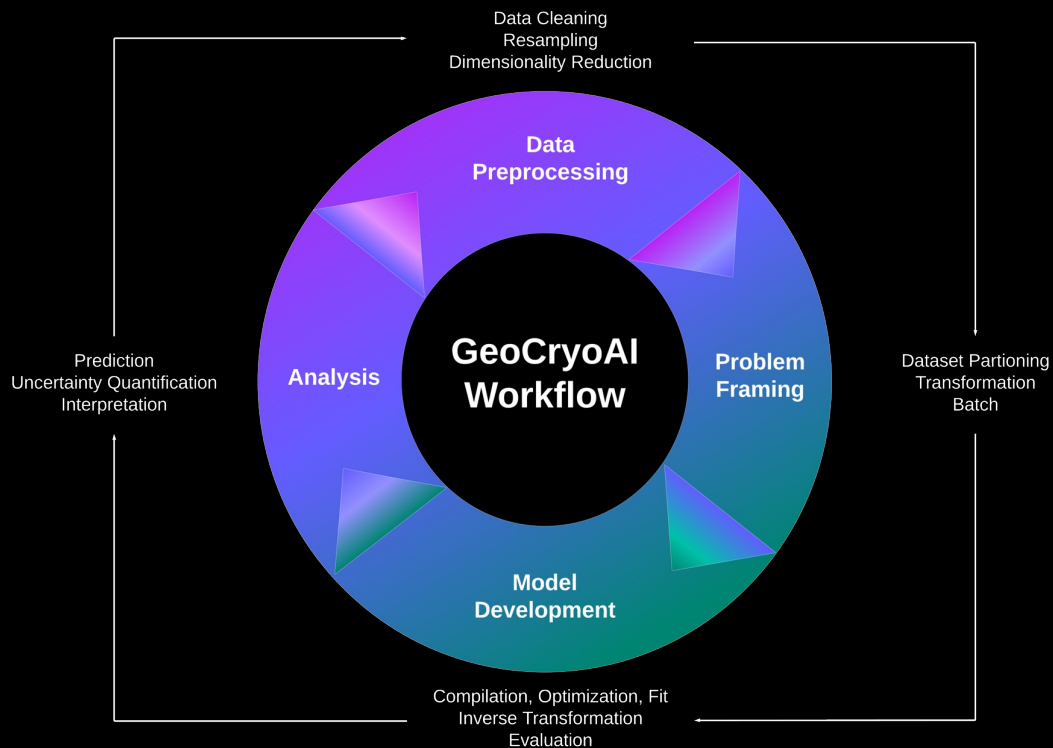 Data Cleaning
Resampling
Dimensionality Reduction
Data
Preprocessing
GeoCryoAI
Workflow
Problem
Framing
Dataset Partioning
Transformation
Batch
Analysis
Prediction
Uncertainty Quantification
Interpretation
Model
Development
Compilation, Optimization, Fit
Inverse Transformation
Evaluation